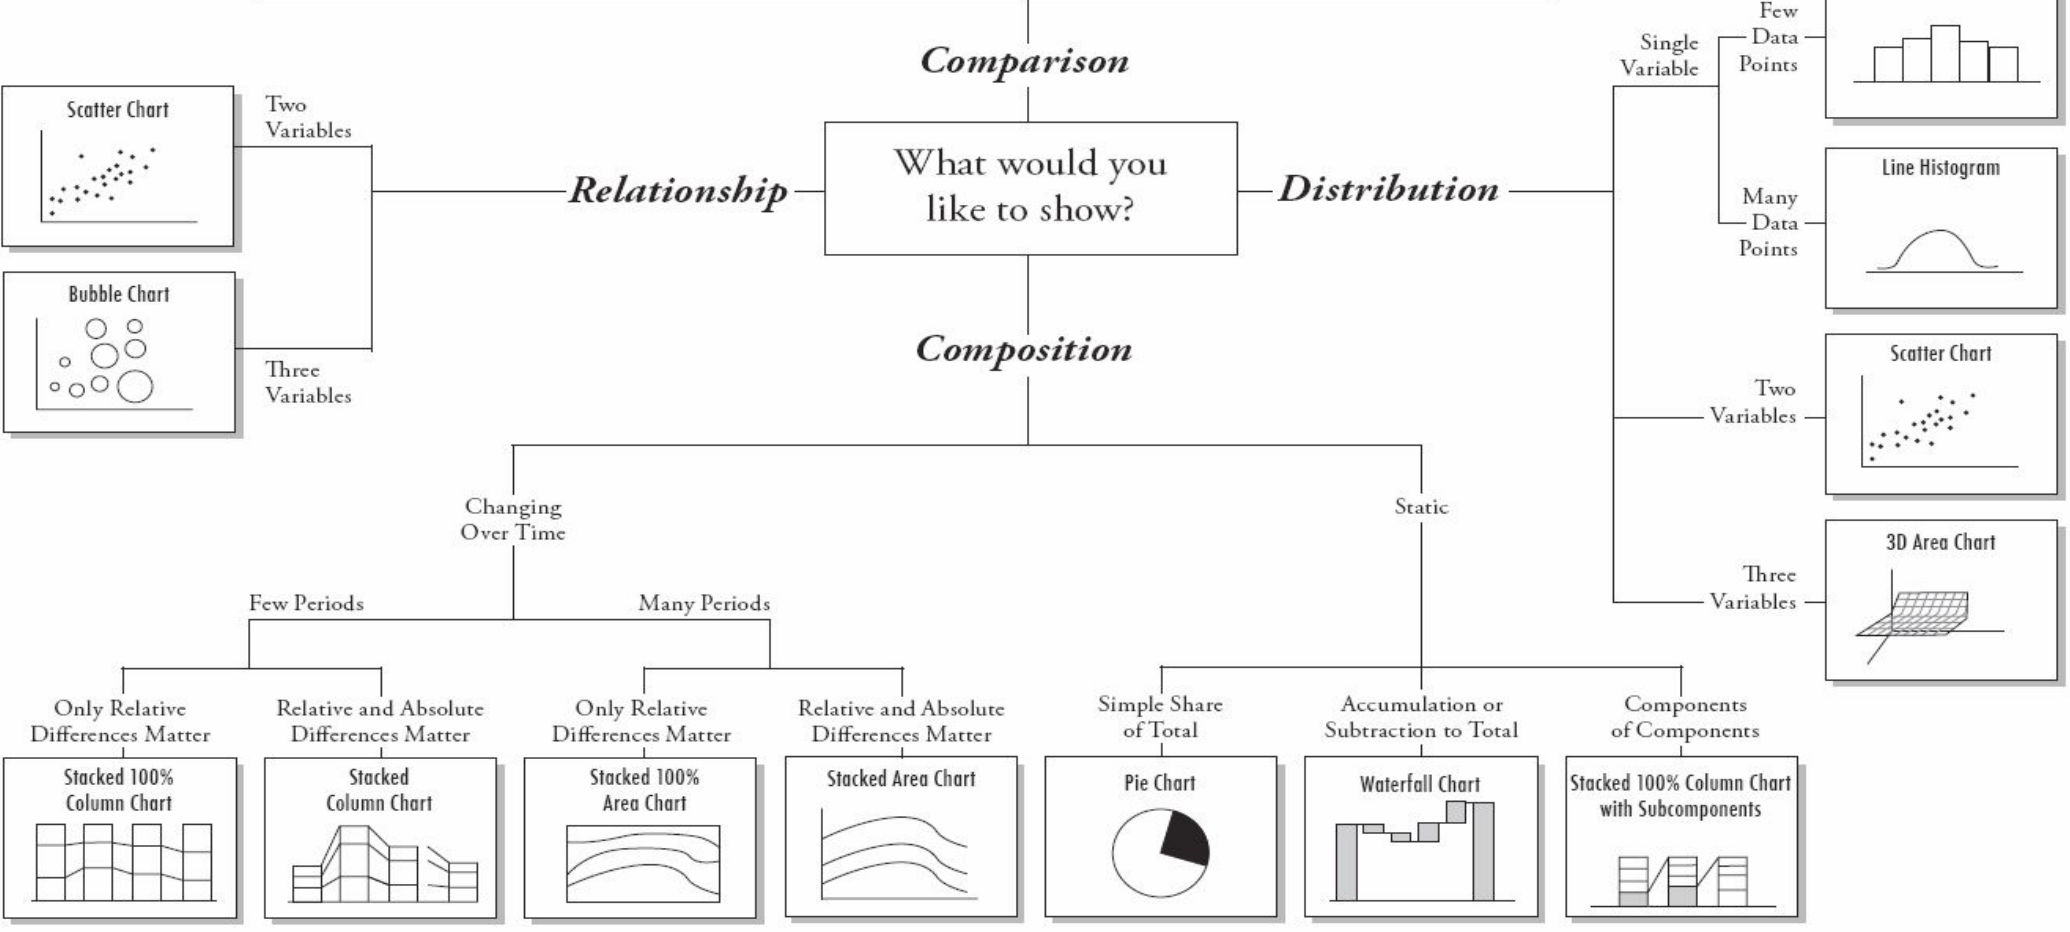 Comparison
What would you
like to show?
Relationship
Two
Variables
Scatter Chart
Three
Variables
Bubble Chart
Distribution
Single
Variable
Few
Data
Points
Many
Data
Points
Line Histogram
Two
Variables
Scatter Chart
Three
Variables
3D Area Chart
Composition
Changing
Over Time
Static
Few Periods
Many Periods
Only Relative
Differences Matter
Relative and Absolute
Differences Matter
Only Relative
Differences Matter
Relative and Absolute
Differences Matter
Simple Share
of Total
Accumulation or
Subtraction to Total
Components
of Components
Stacked 100%
Column Chart
Stacked
Column Chart
Stacked 100%
Area Chart
Stacked Area Chart
Pie Chart
Waterfall Chart
Stacked 100% Column Chart
with Subcomponents